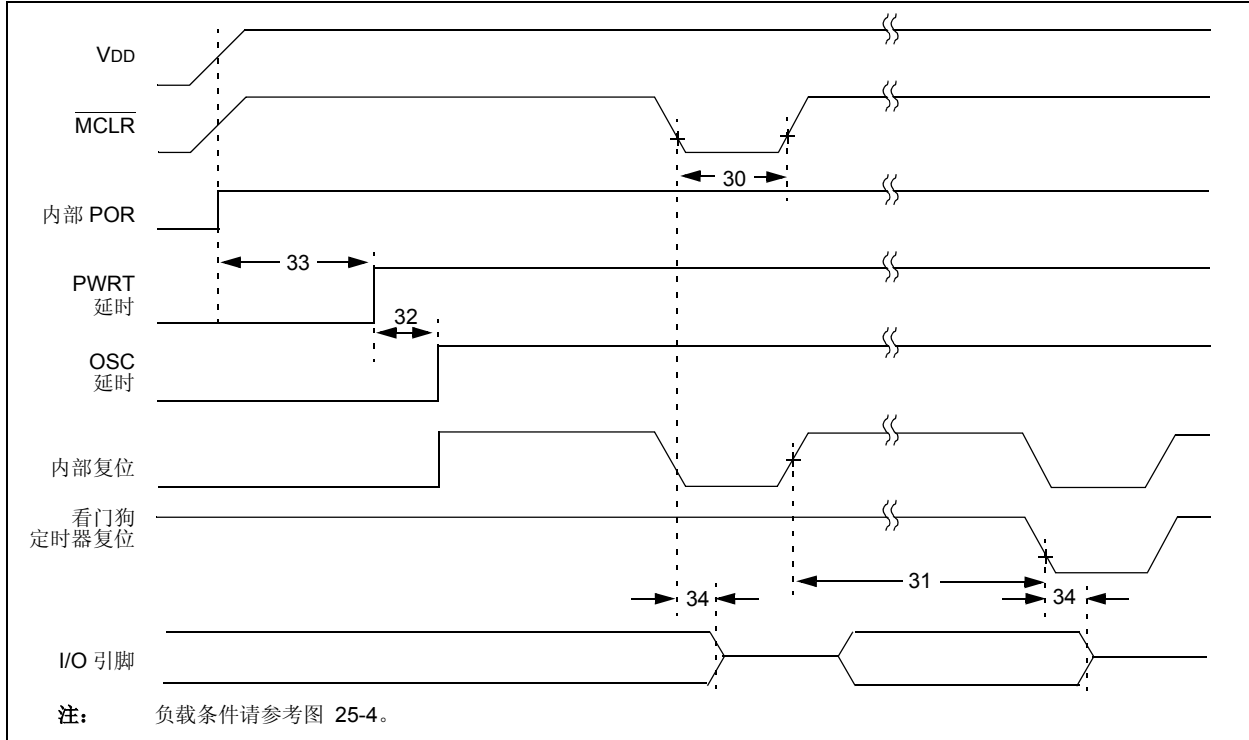 VDD
MCLR
30
内部 POR
33
PWRT
延时
32
OSC
延时
内部复位
看门狗
定时器复位
31
34
34
I/O 引脚
注： 负载条件请参考图 25-4。